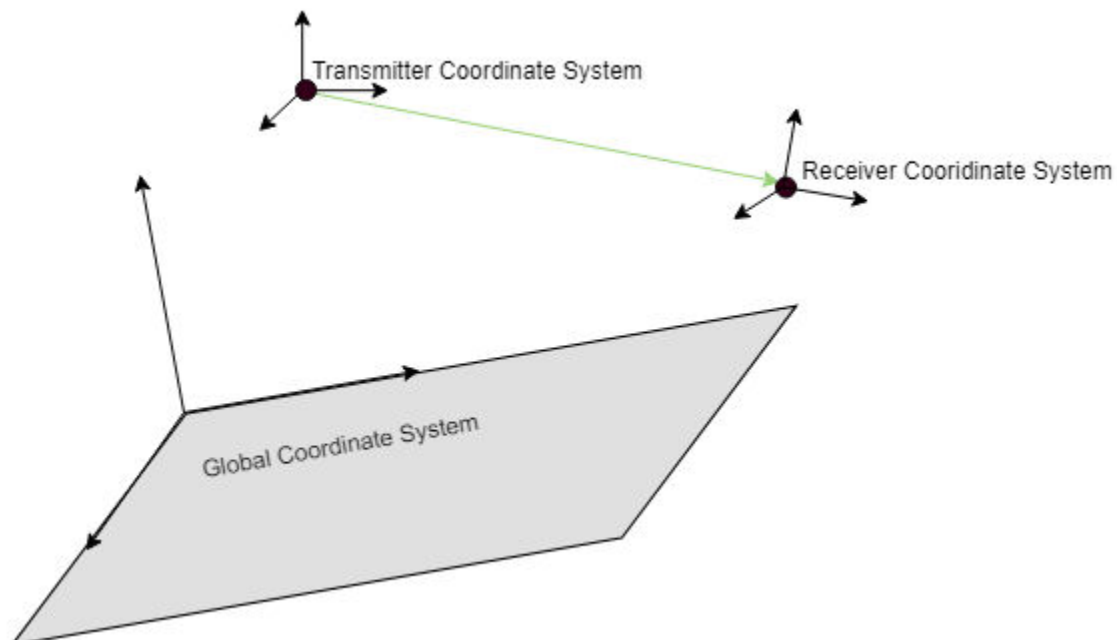 Transmitter Coordinate System
Receiver Cooridinate System
Global Coordinate System